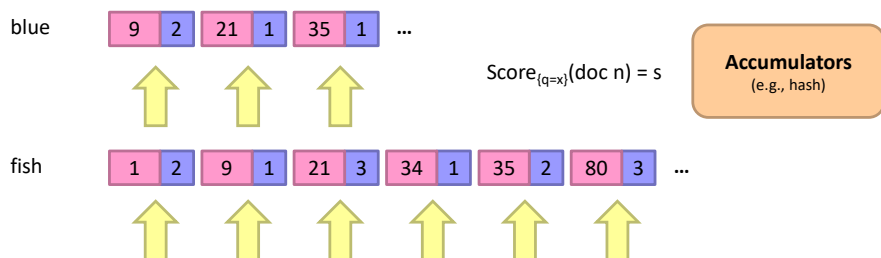 blue 9 2 21 1 35 1 ...
Score{q=x}(doc n) = s
Accumulators
(e.g., hash)
fish 1 2 9 1 21 3 34 1 35 2 80 3 ...